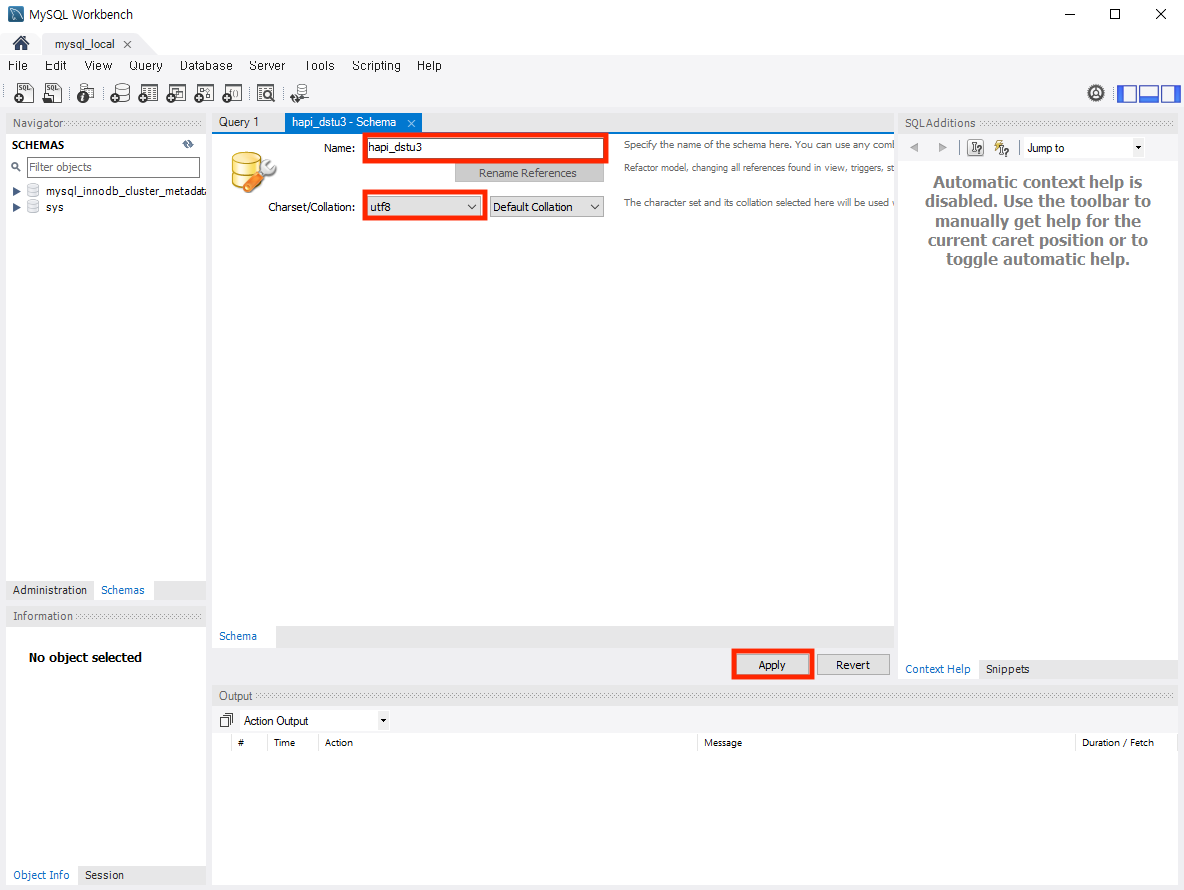 MySQL Workbench
mysql_local
File Edit View Query Database Server Tools Scripting Help
Navigator
SCHEMAS
Filter objects
mysql_innodb_cluster_metadat
sys
Administration Schemas
Information
No object selected
Object Info Session
Query 1 hapi_dstu3 - Schema
Name: hapi_dstu3
Specify the name of the schema here. You can use any coml
Rename References
Refactor model, changing all references found in view, triggers, st
Charset/Collation: utf8 Default Collation
The character set and its collation selected here will be used
Schema
Apply Revert
SQLAdditions
Jump to
Automatic context help is
disabled. Use the toolbar to
manually get help for the
current caret position or to
toggle automatic help.
Context Help Snippets
Output
Action Output
# Time Action Message Duration / Fetch